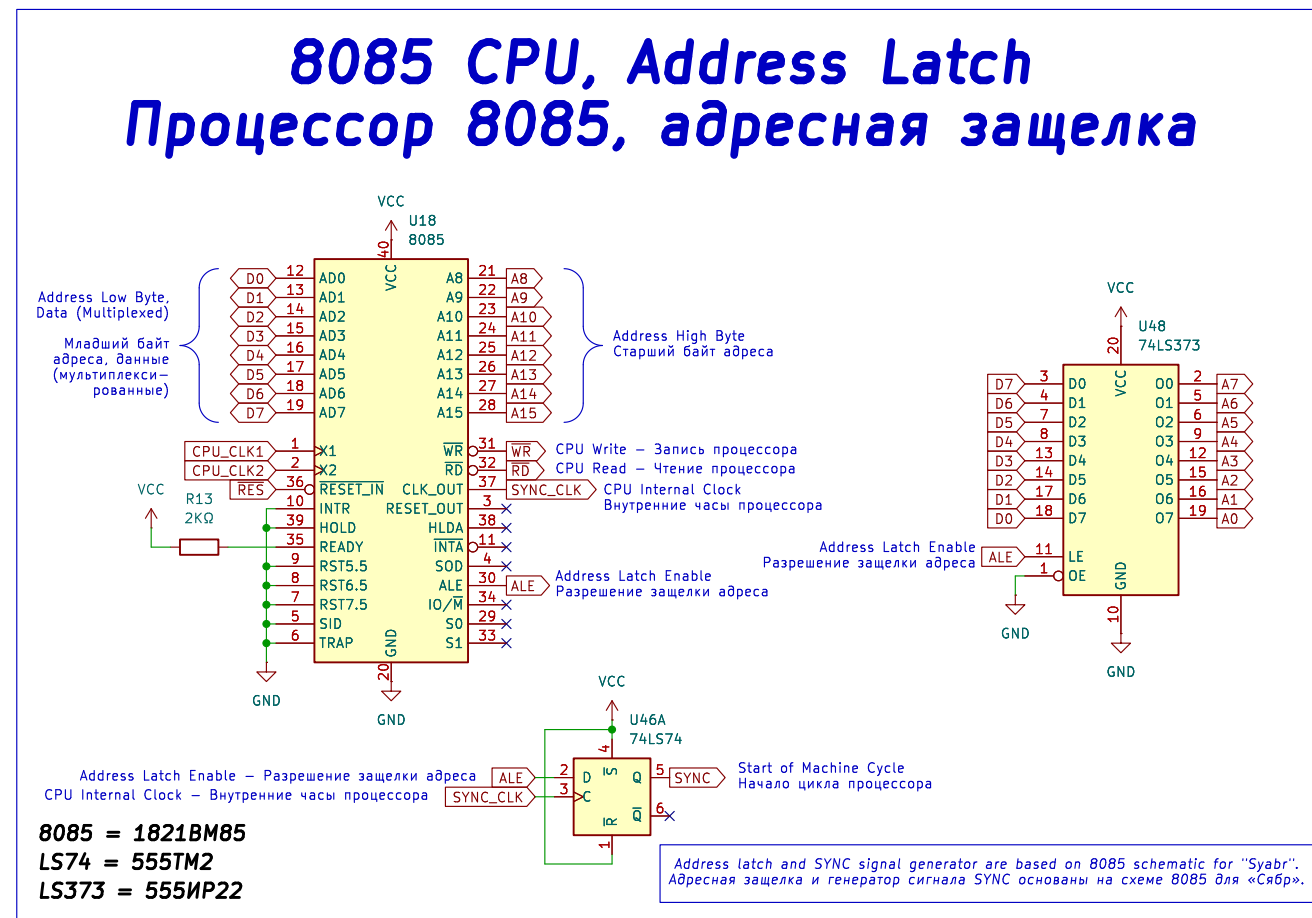 8085 CPU, Address Latch
Процессор 8085, адресная защелка
VCC
U18
8085
40
VCC
Address Low Byte,
Data (Multiplexed)
Младший байт
адреса, данные
(мультиплекси-
рованные)
D0 12 AD0
D1 13 AD1
D2 14 AD2
D3 15 AD3
D4 16 AD4
D5 17 AD5
D6 18 AD6
D7 19 AD7
CPU_CLK1 1 X1
CPU_CLK2 2 X2
RES 36 RESET_IN
10 INTR
39 HOLD
35 READY
9 RST5.5
8 RST6.5
7 RST7.5
5 SID
6 TRAP
VCC
R13
2KΩ
GND
A8 21 A8
A9 22 A9
A10 23 A10
A11 24 A11
A12 25 A12
A13 26 A13
A14 27 A14
A15 28 A15
Address High Byte
Старший байт адреса
WR 31 WR CPU Write – Запись процессора
RD 32 RD CPU Read – Чтение процессора
CLK_OUT 37 SYNC_CLK CPU Internal Clock
Внутренние часы процессора
RESET_OUT 3
HLDA 38
INTA 11
SOD 4
ALE 30 ALE Address Latch Enable
Разрешение защелки адреса
IO/M 34
S0 29
S1 33
GND
20
GND
VCC
U48
74LS373
20
VCC
D7 3 D0 O0 2 A7
D6 4 D1 O1 5 A6
D5 7 D2 O2 6 A5
D4 8 D3 O3 9 A4
D3 13 D4 O4 12 A3
D2 14 D5 O5 15 A2
D1 17 D6 O6 16 A1
D0 18 D7 O7 19 A0
Address Latch Enable
Разрешение защелки адреса
ALE 11 LE
1 OE
GND
GND
10
GND
VCC
U46A
74LS74
4
S
Address Latch Enable – Разрешение защелки адреса ALE 2 D
CPU Internal Clock – Внутренние часы процессора SYNC_CLK 3 C
Q 5 SYNC
Start of Machine Cycle
Начало цикла процессора
Q 6
R
1
8085 = 1821ВМ85
LS74 = 555ТМ2
LS373 = 555ИР22
Address latch and SYNC signal generator are based on 8085 schematic for "Syabr".
Адресная защелка и генератор сигнала SYNC основаны на схеме 8085 для «Сябр».